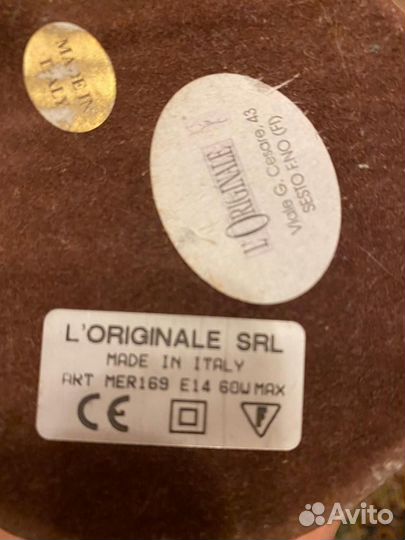 MADE IN
ITALY
L'ORIGINALE
Viale G. Cesare, 43
SESTO F.NO (FI)
L'ORIGINALE SRL
MADE IN ITALY
ART MER169 E14 60W MAX
CE F
Avito